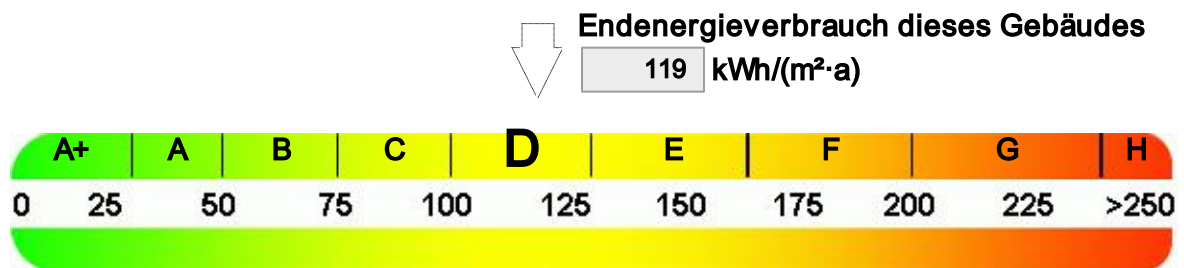 Endenergieverbrauch dieses Gebäudes
119 kWh/(m²·a)
A+ A B C D E F G H
0 25 50 75 100 125 150 175 200 225 >250